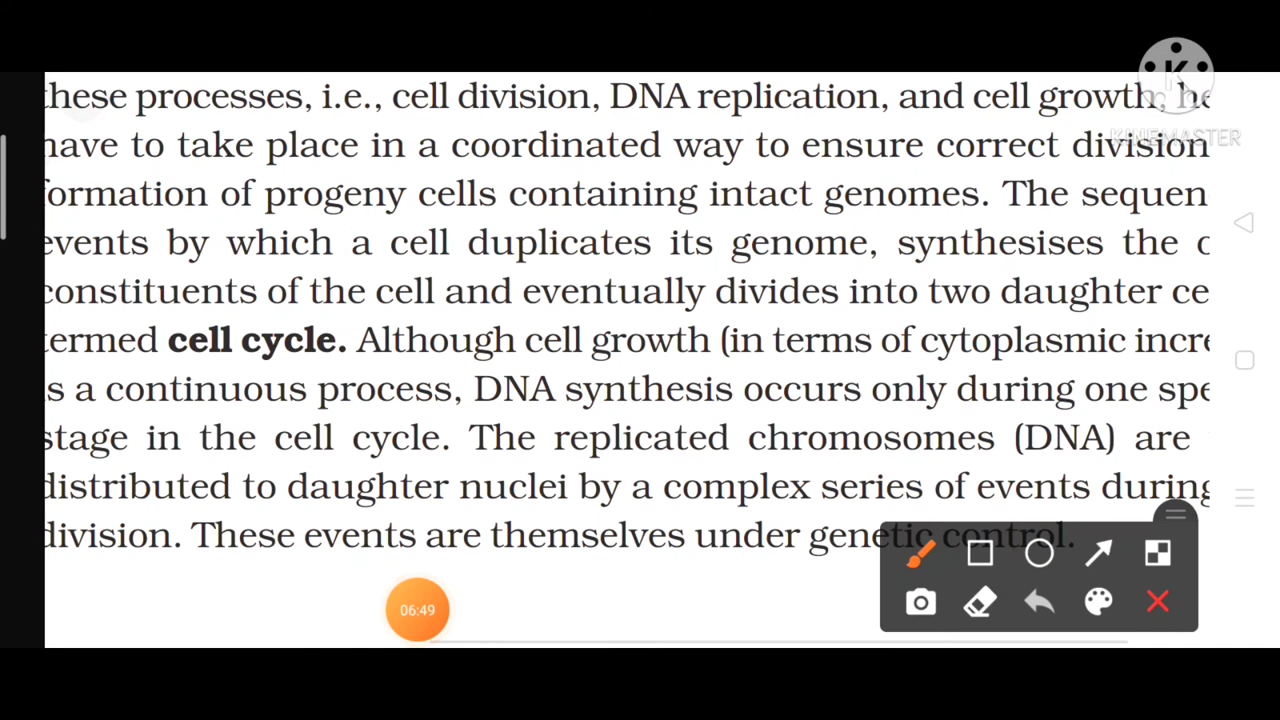 these processes, i.e., cell division, DNA replication, and cell growth, he
have to take place in a coordinated way to ensure correct division
formation of progeny cells containing intact genomes. The sequen
events by which a cell duplicates its genome, synthesises the o
constituents of the cell and eventually divides into two daughter ce
termed cell cycle. Although cell growth (in terms of cytoplasmic incre
is a continuous process, DNA synthesis occurs only during one spe
stage in the cell cycle. The replicated chromosomes (DNA) are
distributed to daughter nuclei by a complex series of events during
division. These events are themselves under genetic control.
K
KINEMASTER
06:49